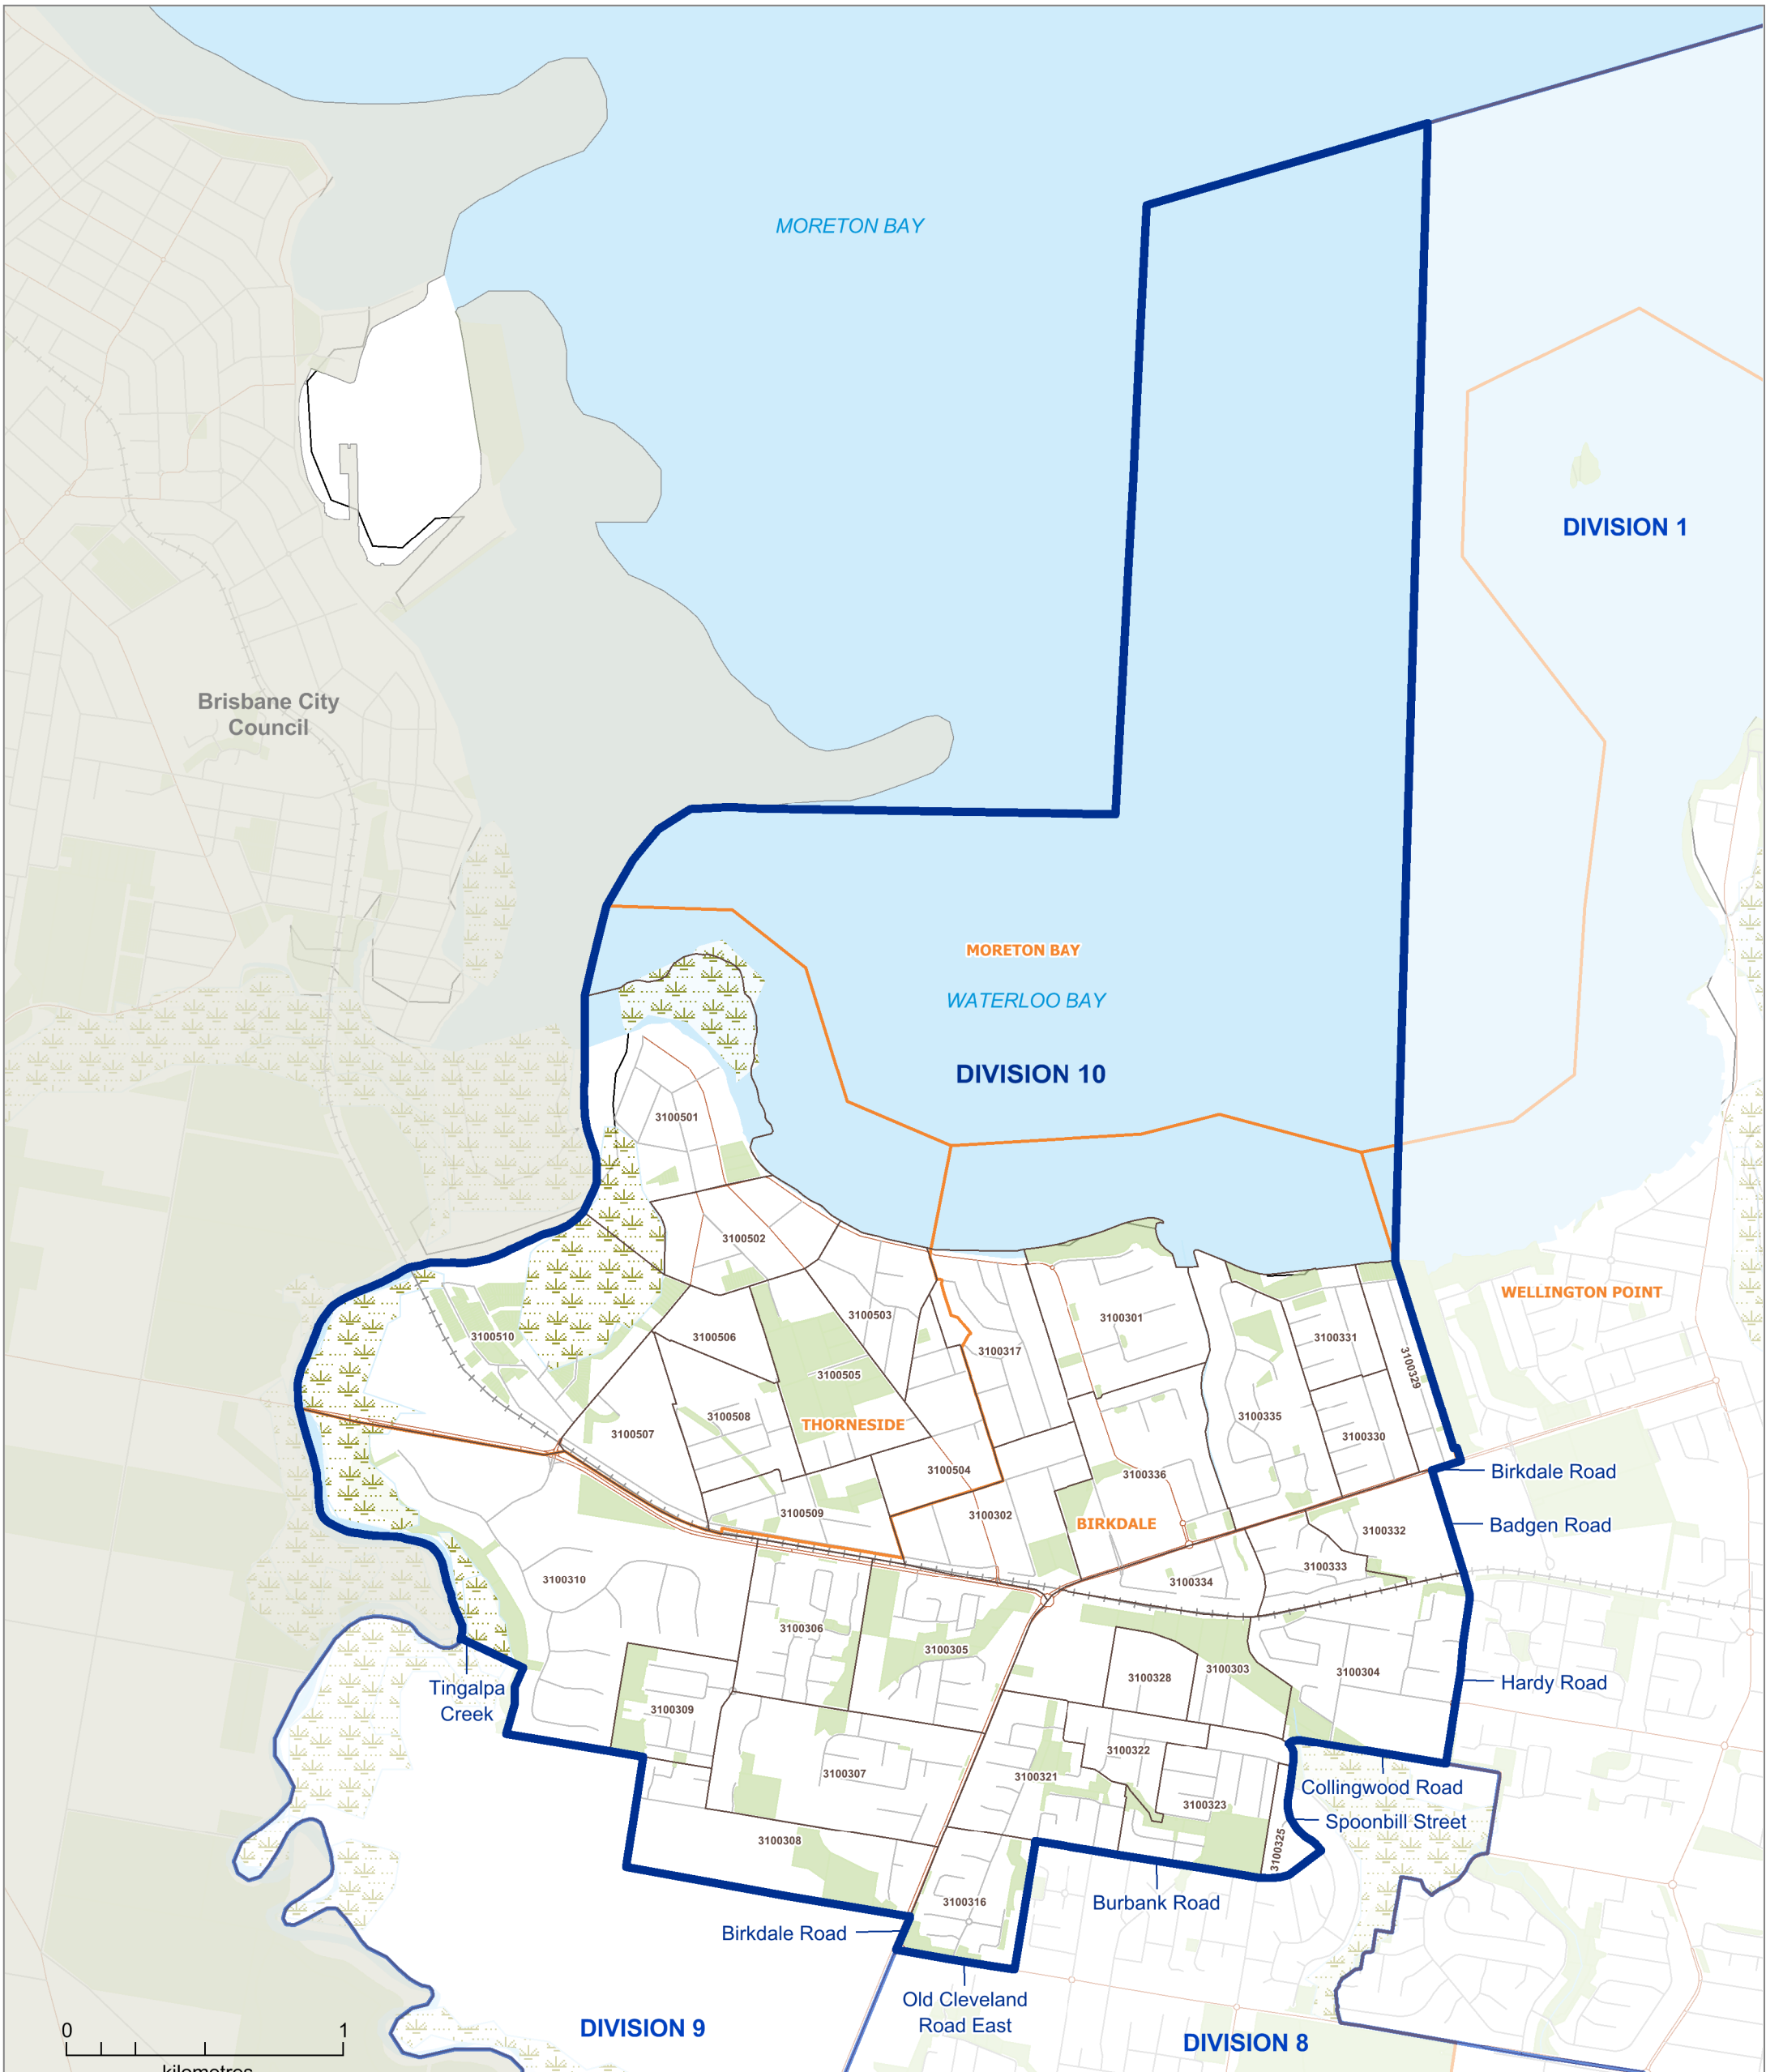 MORETON BAY
DIVISION 1
Brisbane City
Council
MORETON BAY
WATERLOO BAY
DIVISION 10
3100501
3100502
WELLINGTON POINT
3100503
3100301
3100510
3100506
3100317
3100331
3100329
3100505
3100508
THORNESIDE
3100507
3100335
3100330
3100504
3100336
Birkdale Road
3100509
3100302
BIRKDALE
Badgen Road
3100332
3100333
3100310
3100334
3100306
3100305
3100328
3100303
3100304
Hardy Road
Tingalpa
Creek
3100309
3100322
3100307
3100321
Collingwood Road
3100323
Spoonbill Street
3100308
3100325
3100316
Burbank Road
Birkdale Road
Old Cleveland
Road East
DIVISION 9
DIVISION 8
0 1
kilometres